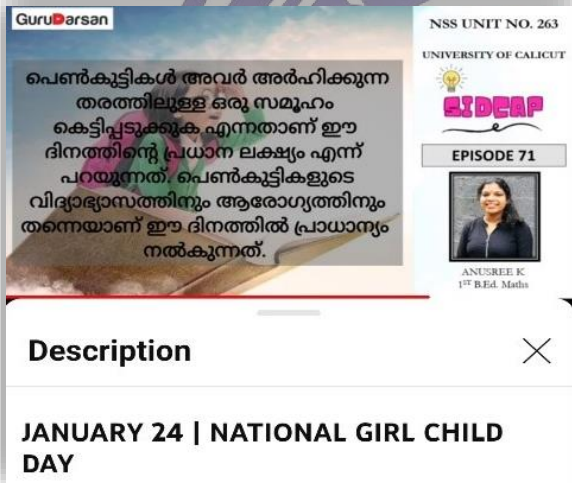 GuruDarsan
പെൺകുട്ടികൾ അവർ അർഹിക്കുന്ന
തരത്തിലുള്ള ഒരു സമൂഹം
കെട്ടിപ്പടുക്കുക എന്നതാണ് ഈ
ദിനത്തിന്റെ പ്രധാന ലക്ഷ്യം എന്ന്
പറയുന്നത്. പെൺകുട്ടികളുടെ
വിദ്യാഭ്യാസത്തിനും ആരോഗ്യത്തിനും
തന്നെയാണ് ഈ ദിനത്തിൽ പ്രാധാന്യം
നൽകുന്നത്.
NSS UNIT NO. 263
UNIVERSITY OF CALICUT
SIDCAP
EPISODE 71
ANUSREE K
1ST B.Ed. Maths
Description
JANUARY 24 | NATIONAL GIRL CHILD
DAY